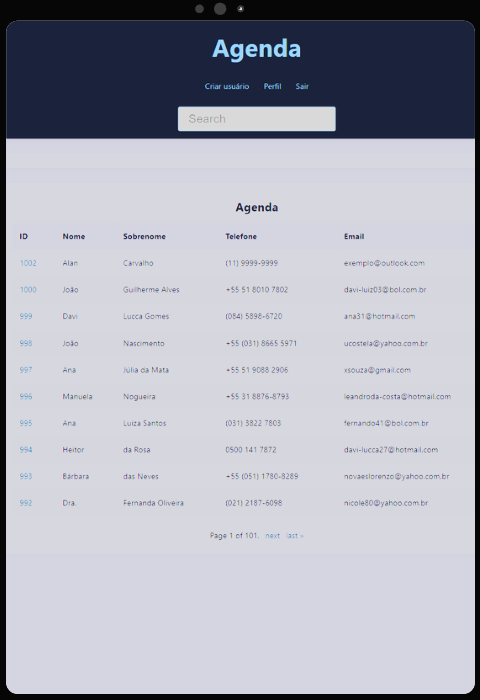 Agenda
Criar usuário Perfil Sair
Search
Agenda
ID Nome Sobrenome Telefone Email
1002 Alan Carvalho (11) 9999-9999 exemplo@outlook.com
1000 João Guilherme Alves +55 51 8010 7802 davi-luiz03@bol.com.br
999 Davi Lucca Gomes (084) 5898-6720 ana31@hotmail.com
998 João Nascimento +55 (031) 8665 5971 ucostela@yahoo.com.br
997 Ana Júlia da Mata +55 51 9088 2906 xsouza@gmail.com
996 Manuela Nogueira +55 31 8876-8793 leandroda-costa@hotmail.com
995 Ana Luiza Santos (031) 3822 7803 fernando41@bol.com.br
994 Heitor da Rosa 0500 141 7872 davi-lucca27@hotmail.com
993 Bárbara das Neves +55 (051) 1780-8289 novaeslorenzo@yahoo.com.br
992 Dra. Fernanda Oliveira (021) 2187-6098 nicole80@yahoo.com.br
Page 1 of 101. next last »